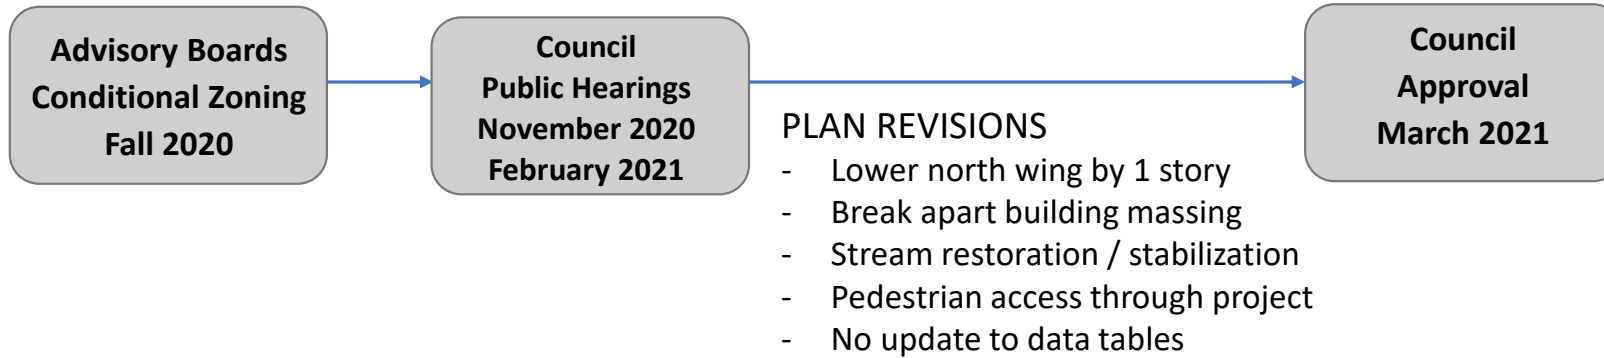 Advisory Boards
Conditional Zoning
Fall 2020
Council
Public Hearings
November 2020
February 2021
PLAN REVISIONS
- Lower north wing by 1 story
- Break apart building massing
- Stream restoration / stabilization
- Pedestrian access through project
- No update to data tables
Council
Approval
March 2021